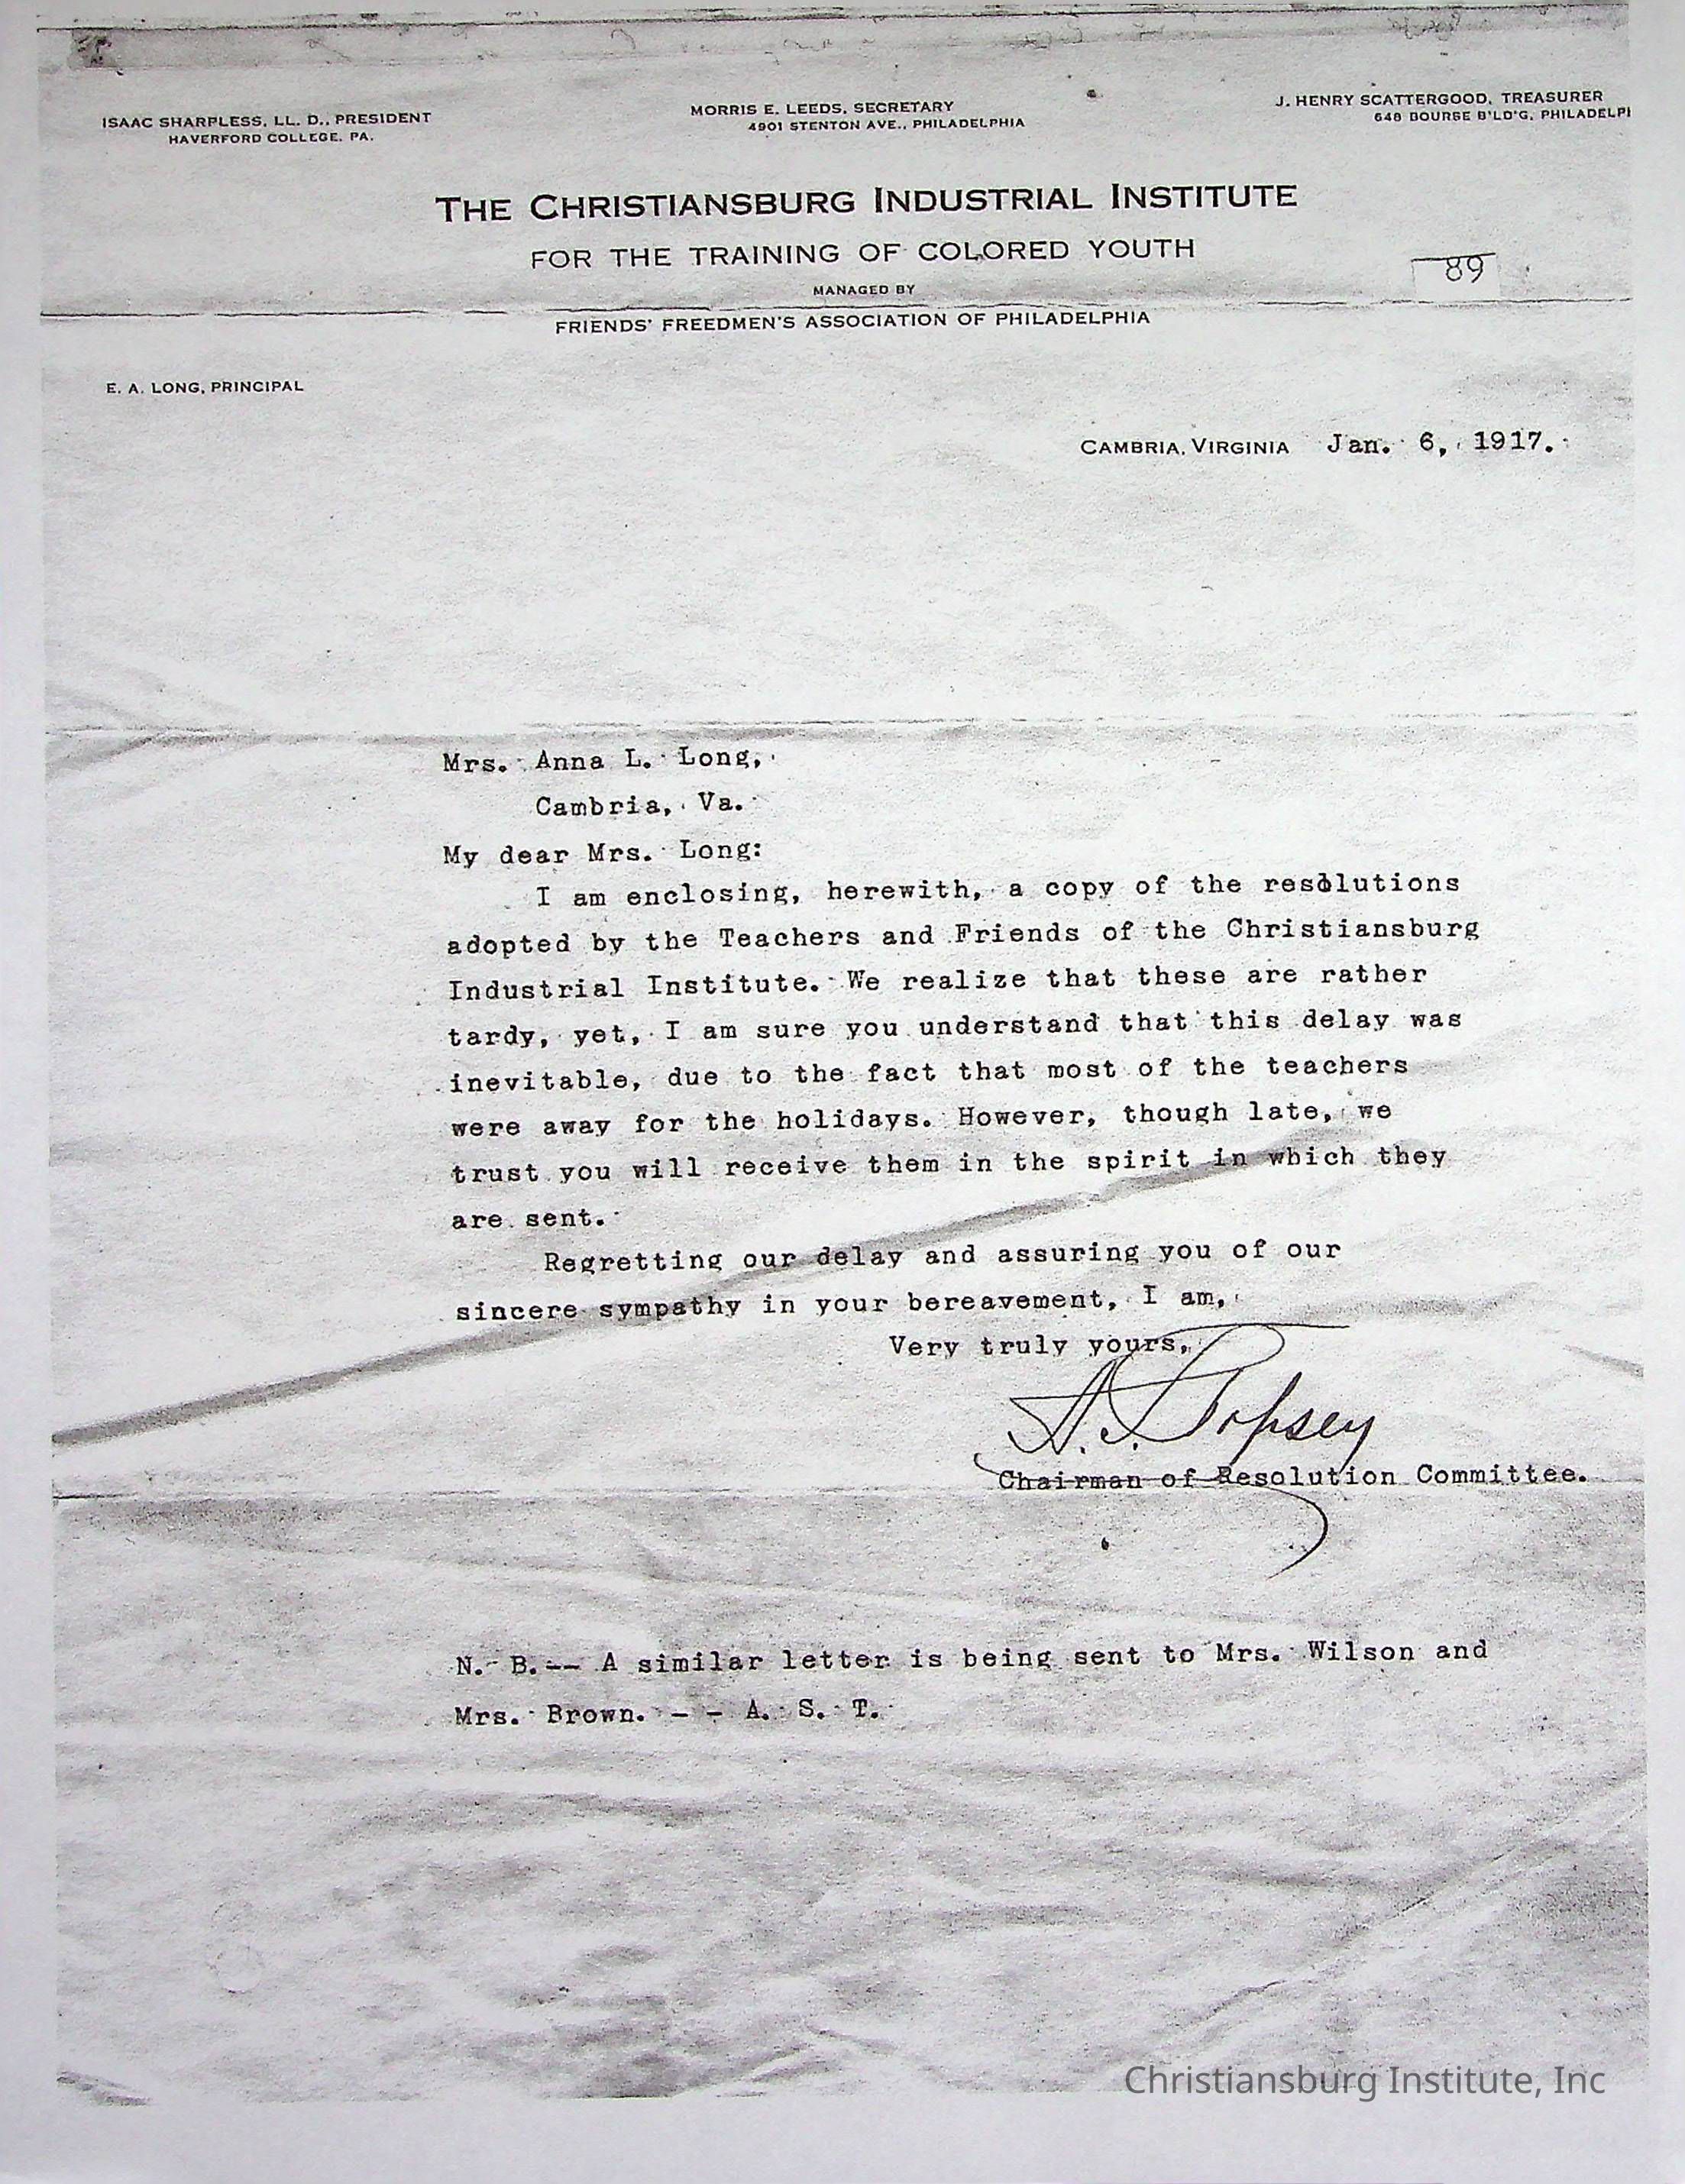 ISAAC SHARPLESS, LL. D., PRESIDENT
HAVERFORD COLLEGE, PA.
MORRIS E. LEEDS, SECRETARY
4901 STENTON AVE., PHILADELPHIA
J. HENRY SCATTERGOOD, TREASURER
648 BOURSE B'LD'G, PHILADELPI
THE CHRISTIANSBURG INDUSTRIAL INSTITUTE
FOR THE TRAINING OF COLORED YOUTH
89
MANAGED BY
FRIENDS' FREEDMEN'S ASSOCIATION OF PHILADELPHIA
E. A. LONG, PRINCIPAL
CAMBRIA, VIRGINIA Jan. 6, 1917.
Mrs. Anna L. Long,
Cambria, Va.
My dear Mrs. Long:
I am enclosing, herewith, a copy of the resolutions
adopted by the Teachers and Friends of the Christiansburg
Industrial Institute. We realize that these are rather
tardy, yet, I am sure you understand that this delay was
inevitable, due to the fact that most of the teachers
were away for the holidays. However, though late, we
trust you will receive them in the spirit in which they
are sent.
Regretting our delay and assuring you of our
sincere sympathy in your bereavement, I am,
Very truly yours,
A. S. Topsey
Chairman of Resolution Committee.
N. B.-- A similar letter is being sent to Mrs. Wilson and
Mrs. Brown. - - A. S. T.
Christiansburg Institute, Inc